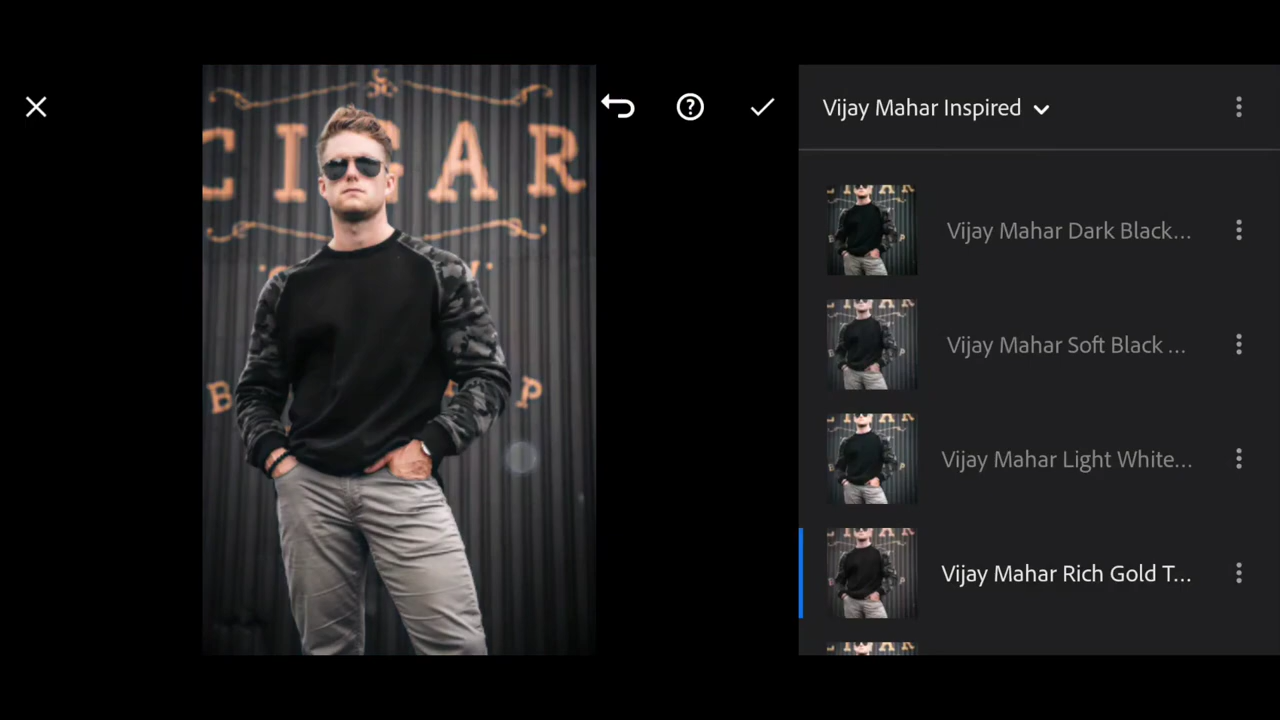 CIGAR
B
P
Vijay Mahar Inspired
Vijay Mahar Dark Black...
Vijay Mahar Soft Black ...
Vijay Mahar Light White...
Vijay Mahar Rich Gold T...